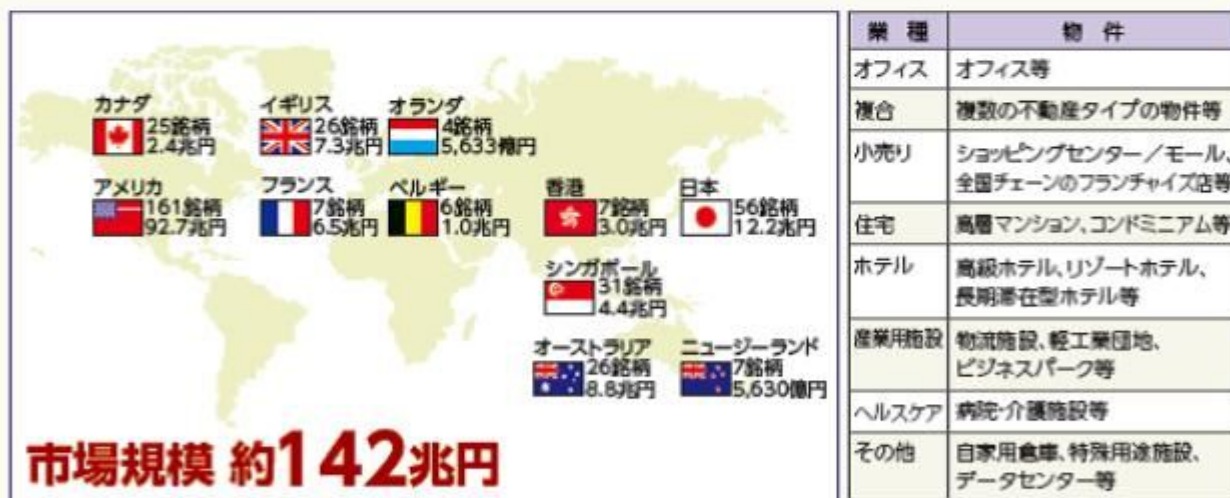 カナダ
25銘柄
2.4兆円
イギリス
26銘柄
7.3兆円
オランダ
4銘柄
5,633億円
アメリカ
161銘柄
92.7兆円
フランス
7銘柄
6.5兆円
ベルギー
6銘柄
1.0兆円
香港
7銘柄
3.0兆円
日本
56銘柄
12.2兆円
シンガポール
31銘柄
4.4兆円
オーストラリア
26銘柄
8.8兆円
ニュージーランド
7銘柄
5,630億円
市場規模 約142兆円
業種 物件
オフィス オフィス等
複合 複数の不動産タイプの物件等
小売り ショッピングセンター／モール、
全国チェーンのフランチャイズ店等
住宅 高層マンション、コンドミニアム等
ホテル 高級ホテル、リゾートホテル、
長期滞在型ホテル等
産業用施設 物流施設、軽工業団地、
ビジネスパーク等
ヘルスケア 病院・介護施設等
その他 自家用倉庫、特殊用途施設、
データセンター等